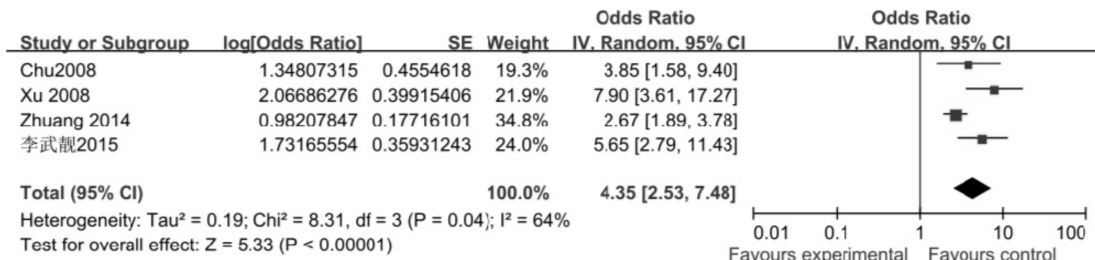 Odds Ratio Odds Ratio
Study or Subgroup log[Odds Ratio] SE Weight IV, Random, 95% CI IV, Random, 95% CI
Chu2008 1.34807315 0.4554618 19.3% 3.85 [1.58, 9.40]
Xu 2008 2.06686276 0.39915406 21.9% 7.90 [3.61, 17.27]
Zhuang 2014 0.98207847 0.17716101 34.8% 2.67 [1.89, 3.78]
李武靓2015 1.73165554 0.35931243 24.0% 5.65 [2.79, 11.43]
Total (95% CI) 100.0% 4.35 [2.53, 7.48]
Heterogeneity: Tau² = 0.19; Chi² = 8.31, df = 3 (P = 0.04); I² = 64%
Test for overall effect: Z = 5.33 (P < 0.00001)
0.01 0.1 1 10 100
Favours experimental Favours control